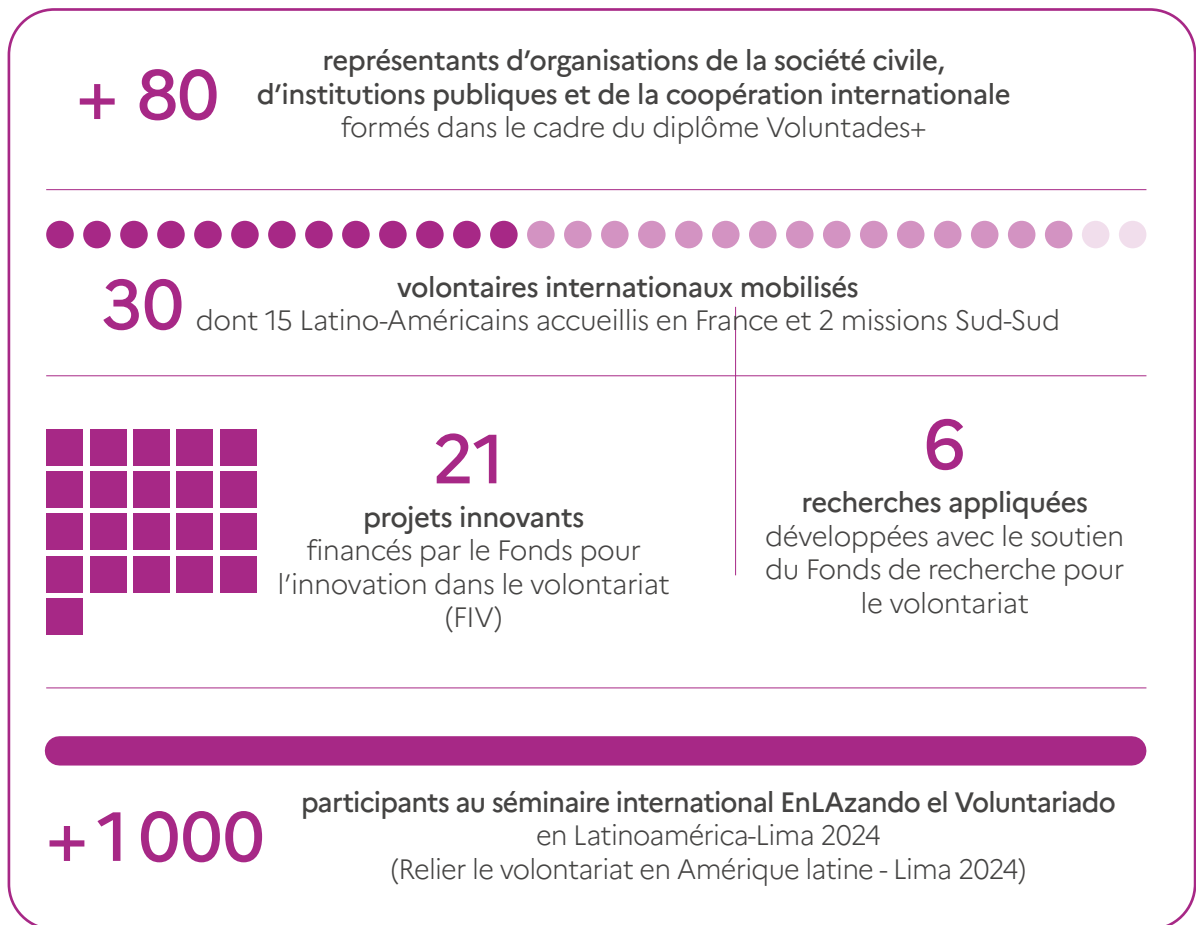 + 80
représentants d'organisations de la société civile,
d'institutions publiques et de la coopération internationale
formés dans le cadre du diplôme Voluntades+
30
volontaires internationaux mobilisés
dont 15 Latino-Américains accueillis en France et 2 missions Sud-Sud
21
projets innovants
financés par le Fonds pour
l'innovation dans le volontariat
(FIV)
6
recherches appliquées
développées avec le soutien
du Fonds de recherche pour
le volontariat
+1 000
participants au séminaire international EnLAzando el Voluntariado
en Latinoamérica-Lima 2024
(Relier le volontariat en Amérique latine - Lima 2024)